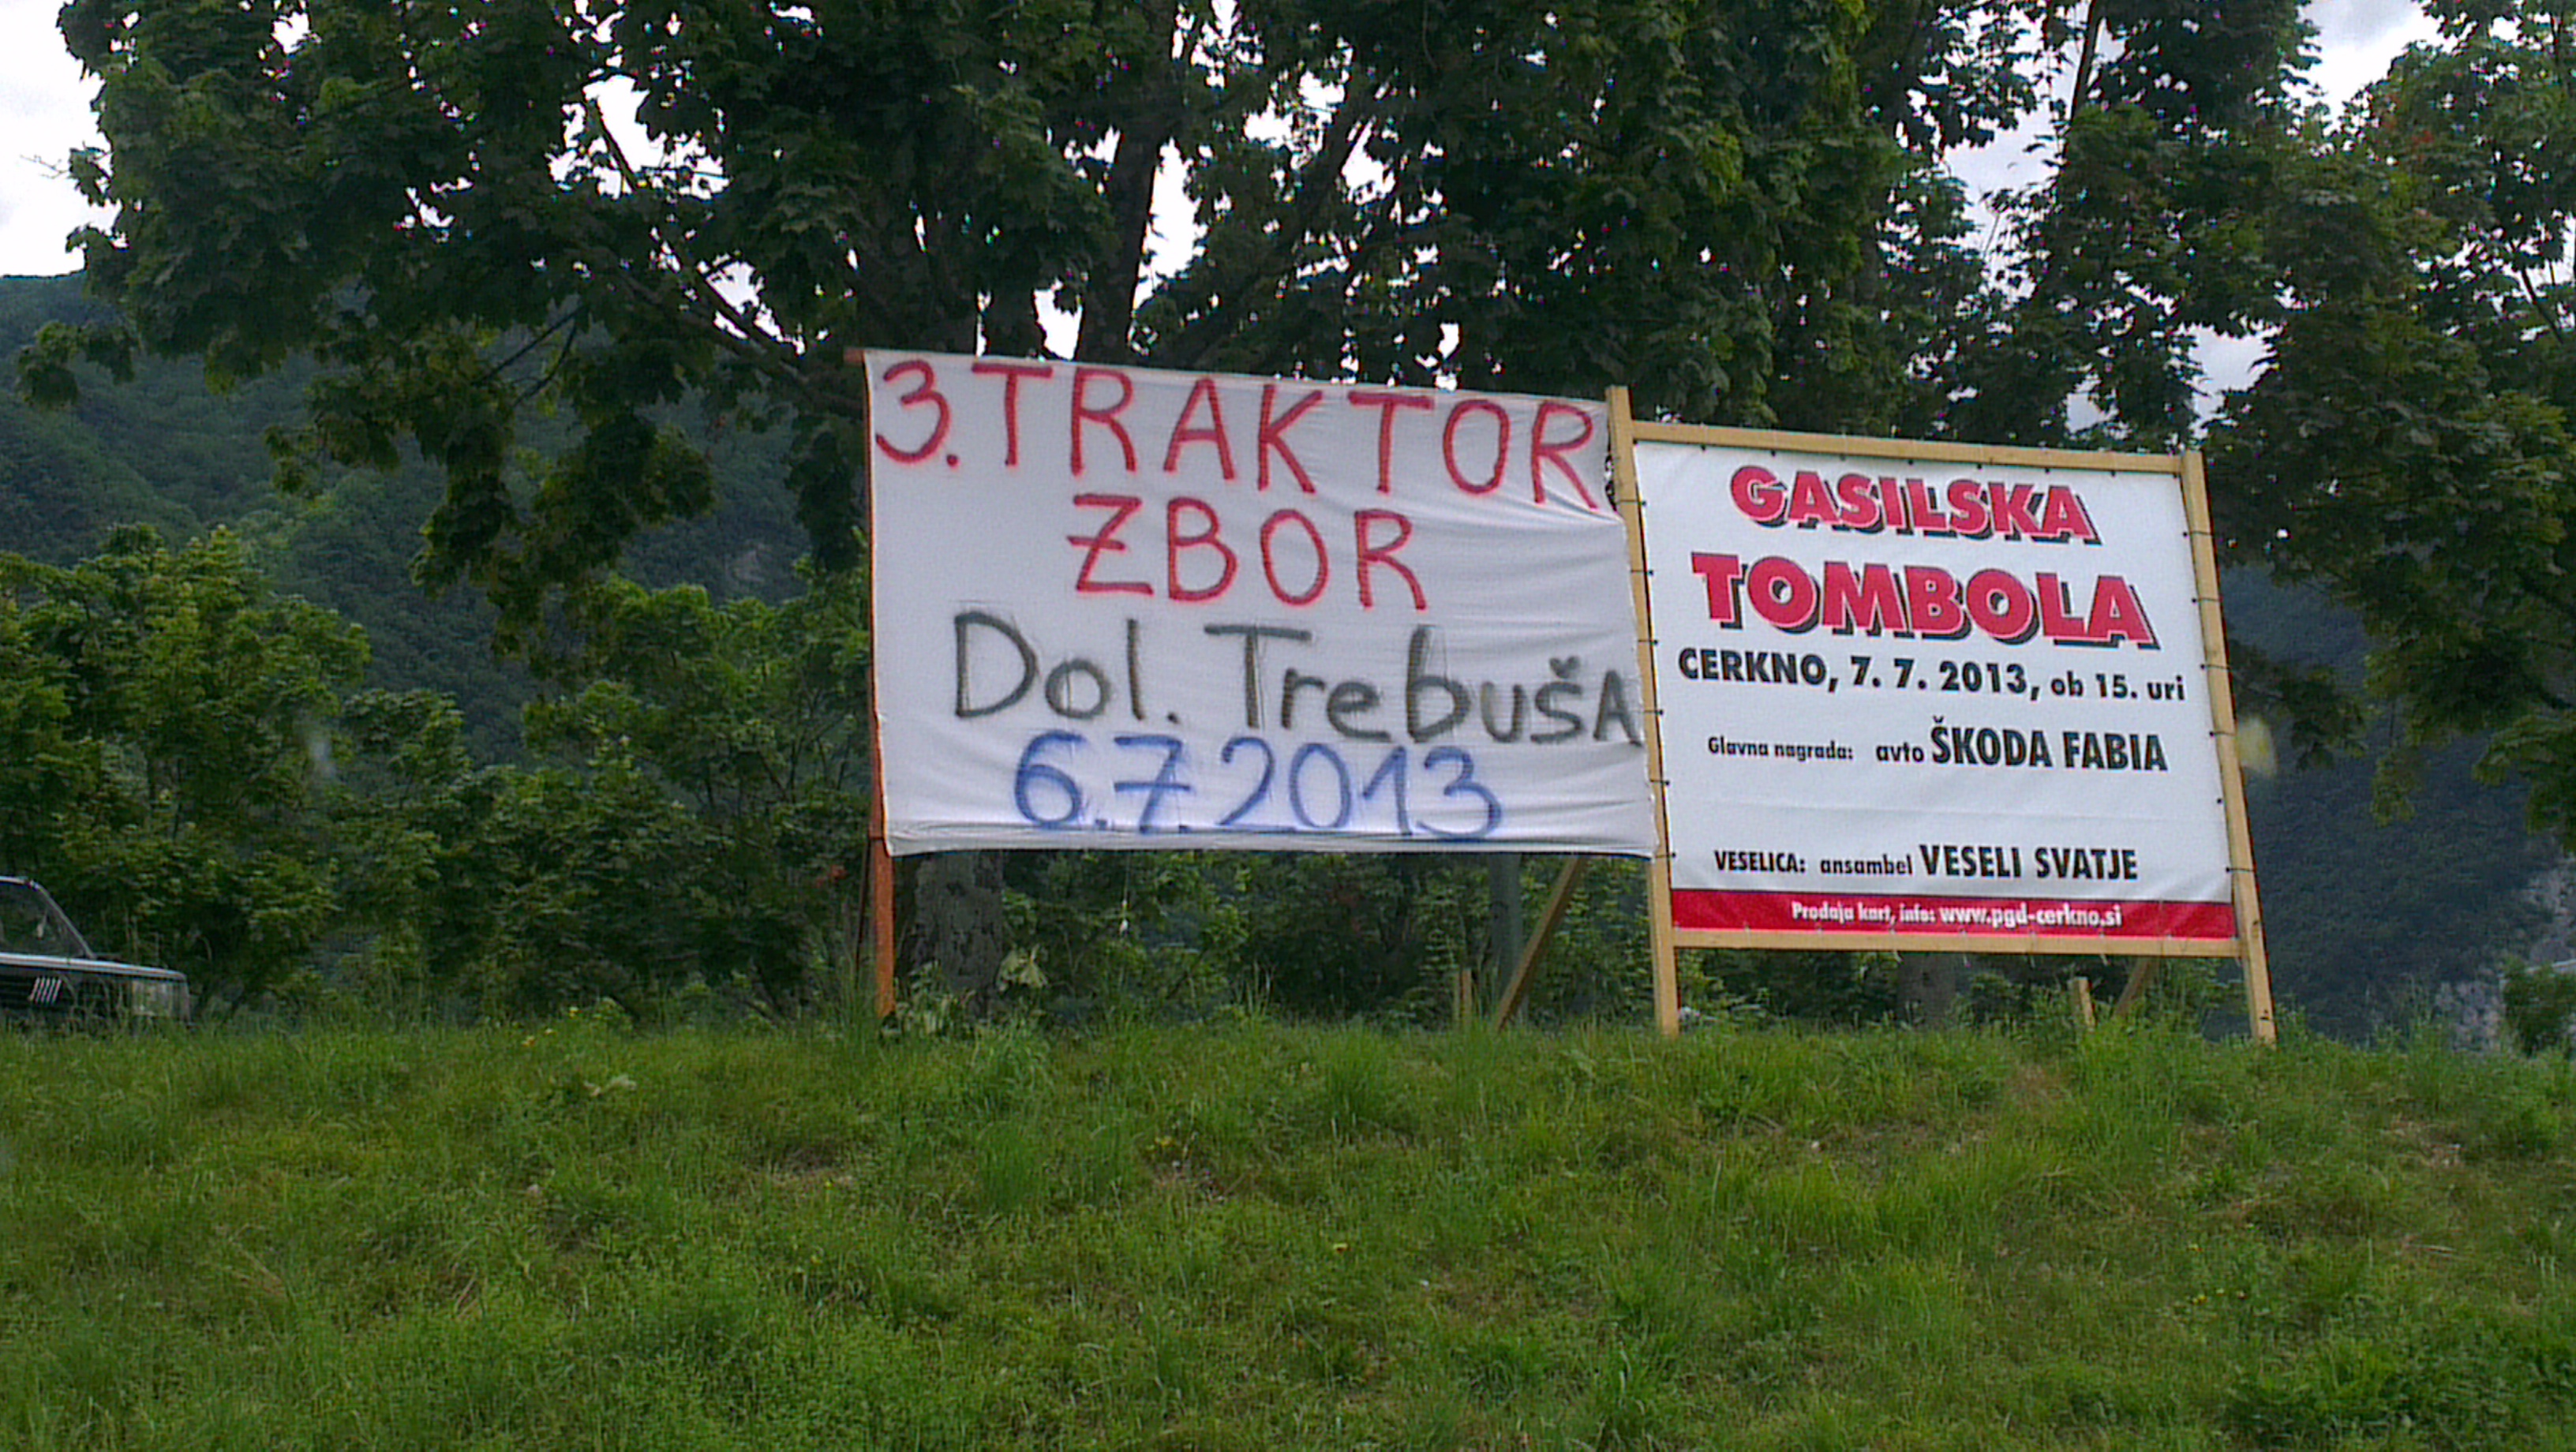 3. TRAKTOR
ZBOR
Dol. TrebušA
6.7.2013
GASILSKA
TOMBOLA
CERKNO, 7. 7. 2013, ob 15. uri
Glavna nagrada: avto ŠKODA FABIA
VESELICA: ansambel VESELI SVATJE
Prodaja kart, info: www.pgd-cerkno.si